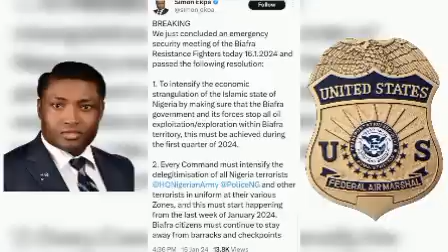 Simon Ekpa
@simon_ekpa
Follow
BREAKING
We just concluded an emergency
security meeting of the Biafra
Resistance Fighters today 16.1.2024 and
passed the following resolution:
1. To intensify the economic
strangulation of the Islamic state of
Nigeria by making sure that the Biafra
government and its forces stop all oil
exploitation/exploration within Biafra
territory, this must be achieved during
the first quarter of 2024.
2. Every Command must intensify the
delegitimisation of all Nigeria terrorists
@HQNigerianArmy @PoliceNG and other
terrorists in uniform at their various
Zones, and this must start happening
from the last week of January 2024.
Biafra citizens must continue to stay
away from barracks and checkpoints
4:36 PM · 16 Jan 24 · 13.8K Views
UNITED STATES
U S
FEDERAL AIR MARSHAL